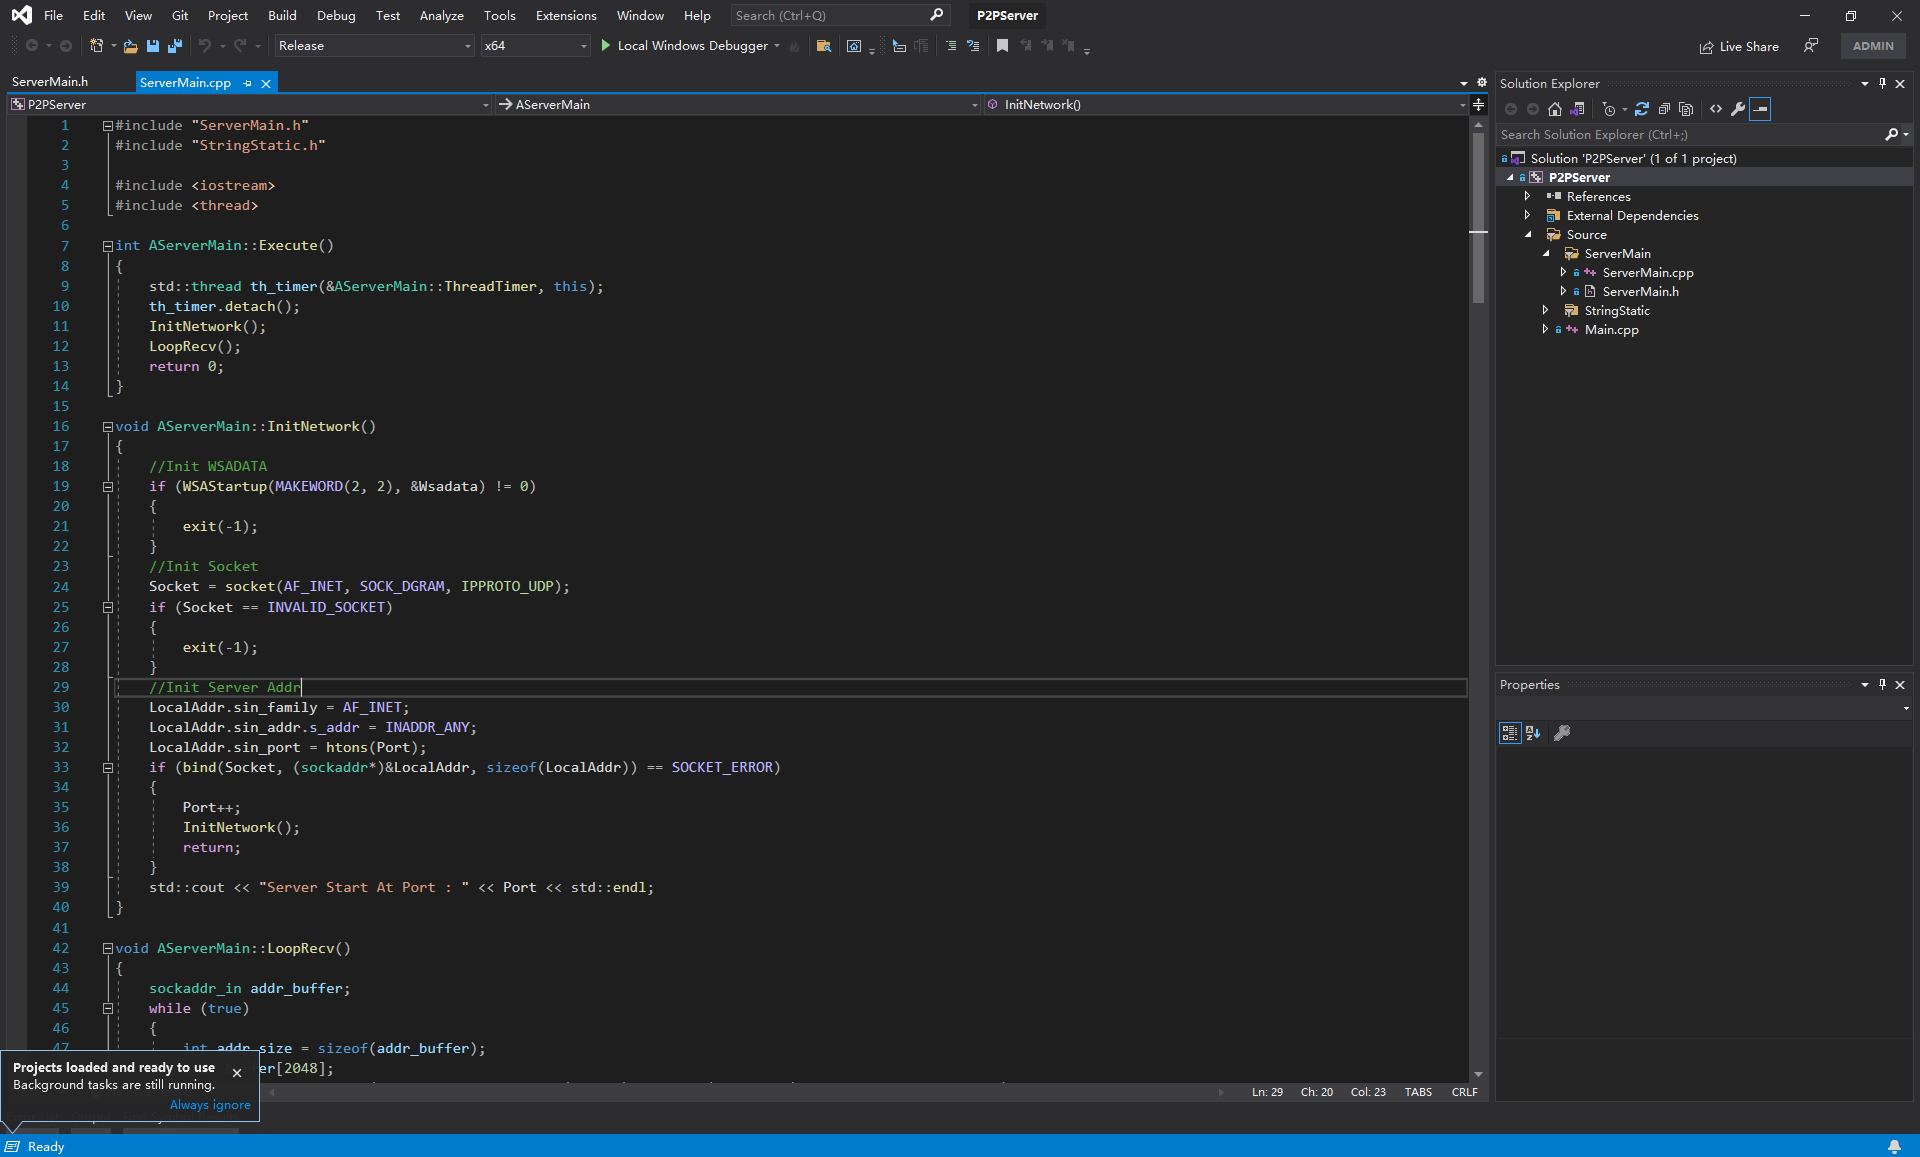 File Edit View Git Project Build Debug Test Analyze Tools Extensions Window Help Search (Ctrl+Q) P2PServer
Release x64 Local Windows Debugger Live Share ADMIN
ServerMain.h ServerMain.cpp
P2PServer AServerMain InitNetwork()
1 #include "ServerMain.h"
2 #include "StringStatic.h"
3
4 #include <iostream>
5 #include <thread>
6
7 int AServerMain::Execute()
8 {
9 std::thread th_timer(&AServerMain::ThreadTimer, this);
10 th_timer.detach();
11 InitNetwork();
12 LoopRecv();
13 return 0;
14 }
15
16 void AServerMain::InitNetwork()
17 {
18 //Init WSADATA
19 if (WSAStartup(MAKEWORD(2, 2), &Wsadata) != 0)
20 {
21 exit(-1);
22 }
23 //Init Socket
24 Socket = socket(AF_INET, SOCK_DGRAM, IPPROTO_UDP);
25 if (Socket == INVALID_SOCKET)
26 {
27 exit(-1);
28 }
29 //Init Server Addr
30 LocalAddr.sin_family = AF_INET;
31 LocalAddr.sin_addr.s_addr = INADDR_ANY;
32 LocalAddr.sin_port = htons(Port);
33 if (bind(Socket, (sockaddr*)&LocalAddr, sizeof(LocalAddr)) == SOCKET_ERROR)
34 {
35 Port++;
36 InitNetwork();
37 return;
38 }
39 std::cout << "Server Start At Port : " << Port << std::endl;
40 }
41
42 void AServerMain::LoopRecv()
43 {
44 sockaddr_in addr_buffer;
45 while (true)
46 {
47 int addr_size = sizeof(addr_buffer);
er[2048];
Projects loaded and ready to use
Background tasks are still running.
Always ignore
Ln: 29 Ch: 20 Col: 23 TABS CRLF
Ready
Solution Explorer
Search Solution Explorer (Ctrl+;)
Solution 'P2PServer' (1 of 1 project)
P2PServer
References
External Dependencies
Source
ServerMain
ServerMain.cpp
ServerMain.h
StringStatic
Main.cpp
Properties